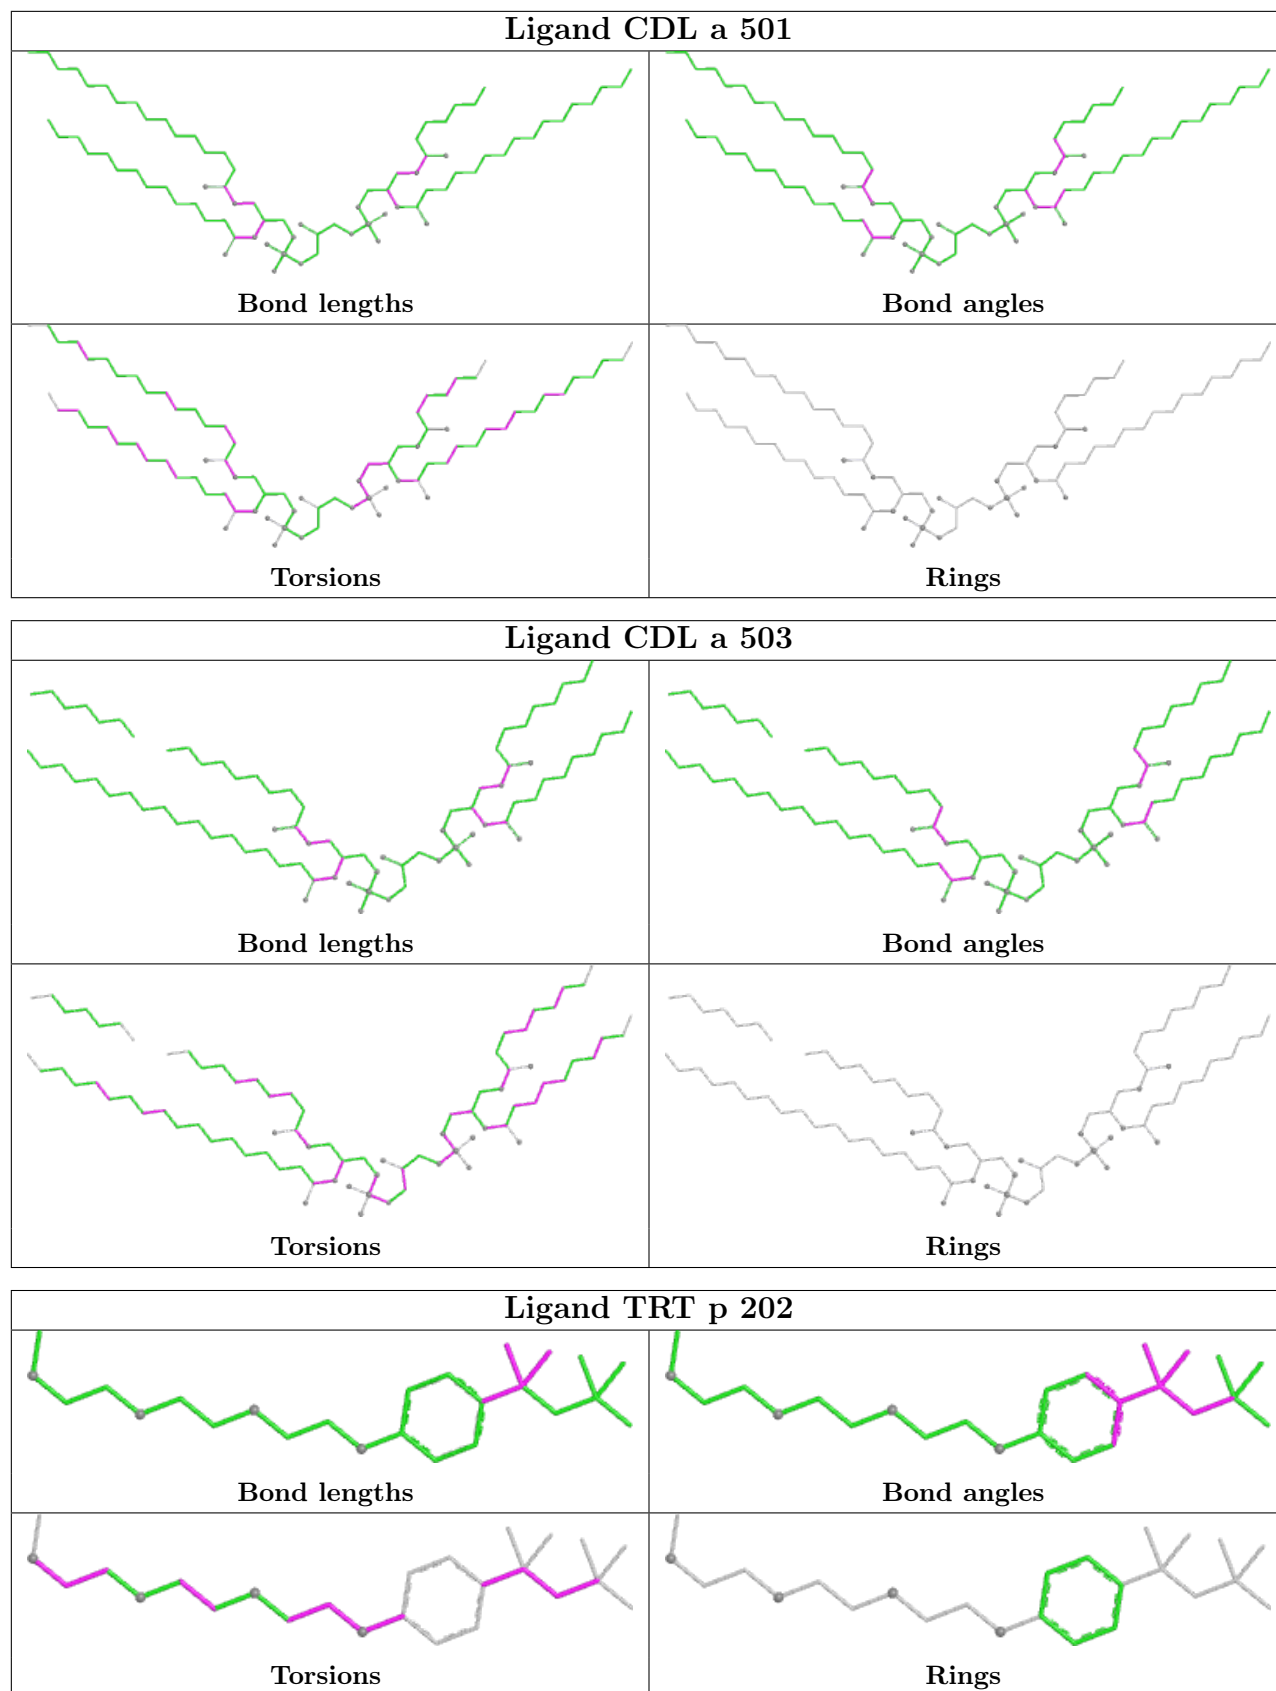 Ligand CDL a 501
Bond lengths
Bond angles
Torsions
Rings
Ligand CDL a 503
Bond lengths
Bond angles
Torsions
Rings
Ligand TRT p 202
Bond lengths
Bond angles
Torsions
Rings